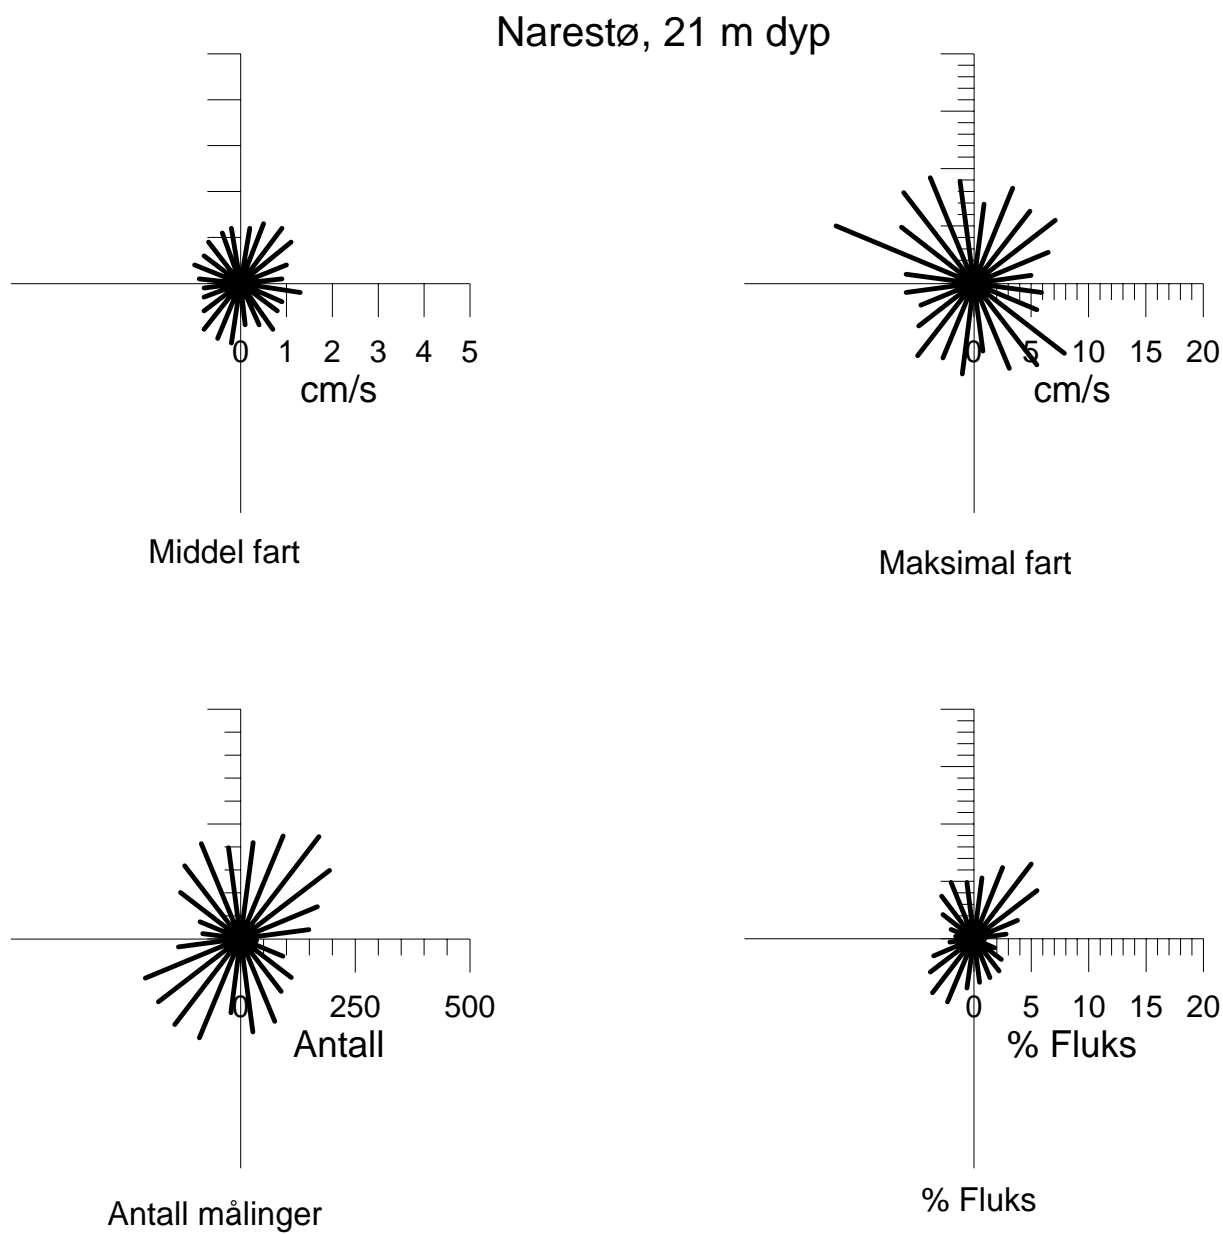 Narestø, 21 m dyp
0 1 2 3 4 5
cm/s
Middel fart
0 5 10 15 20
cm/s
Maksimal fart
0 250 500
Antall
Antall målinger
0 5 10 15 20
% Fluks
% Fluks